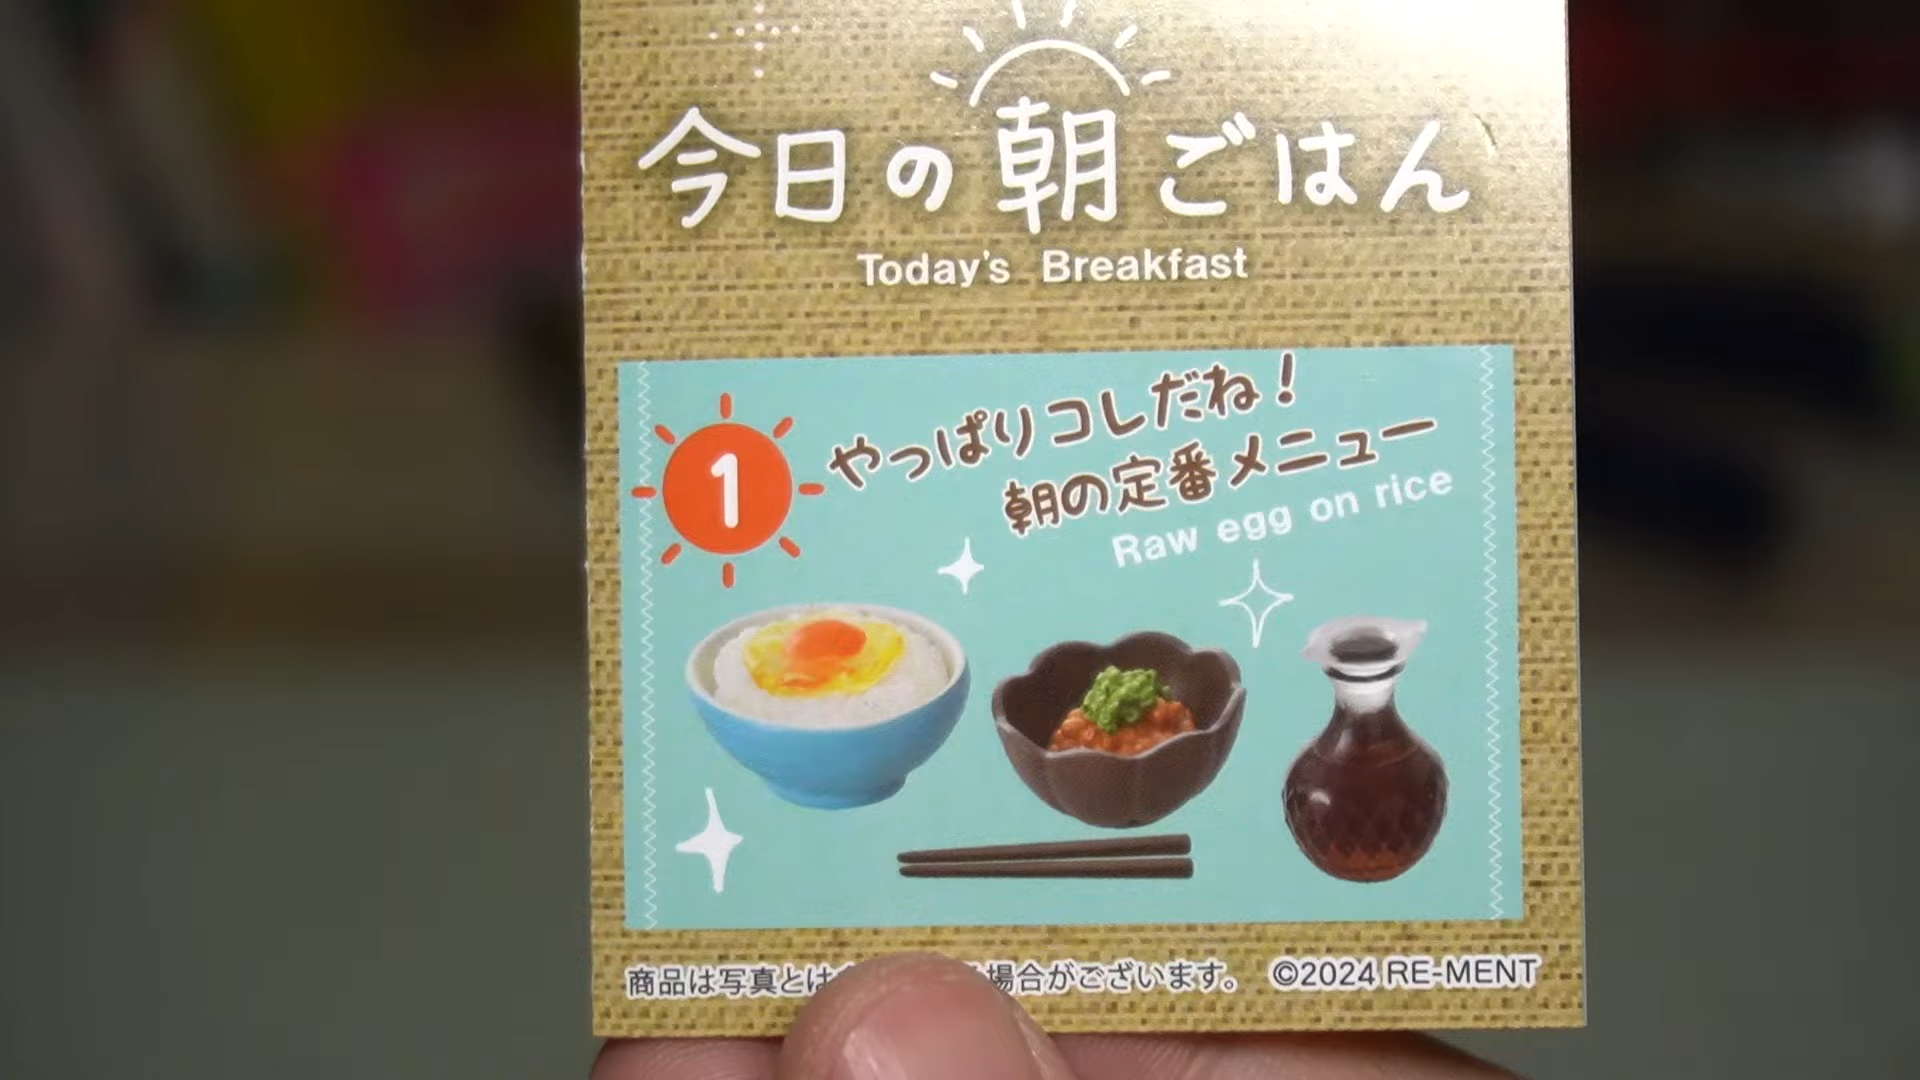 今日の朝ごはん
Today's Breakfast
1
やっぱりコレだね!
朝の定番メニュー
Raw egg on rice
商品は写真とは場合がございます。 ©2024 RE-MENT